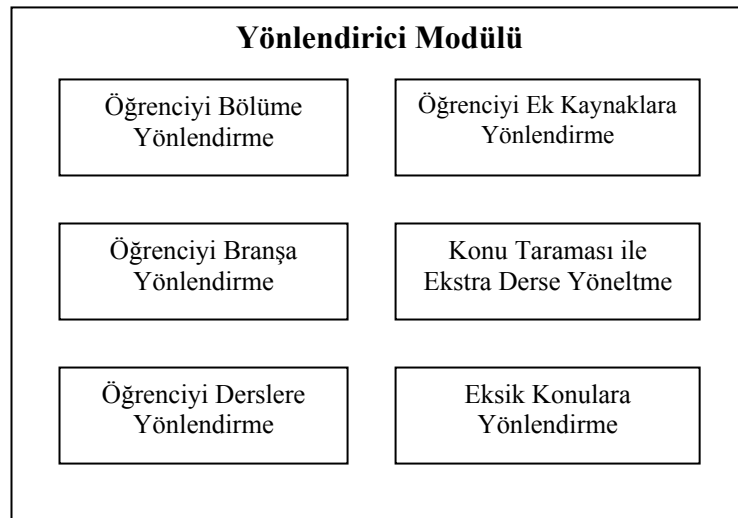 Yönlendirici Modülü
Öğrenciyi Bölüme
Yönlendirme
Öğrenciyi Ek Kaynaklara
Yönlendirme
Öğrenciyi Branşa
Yönlendirme
Konu Taraması ile
Ekstra Derse Yöneltme
Öğrenciyi Derslere
Yönlendirme
Eksik Konulara
Yönlendirme